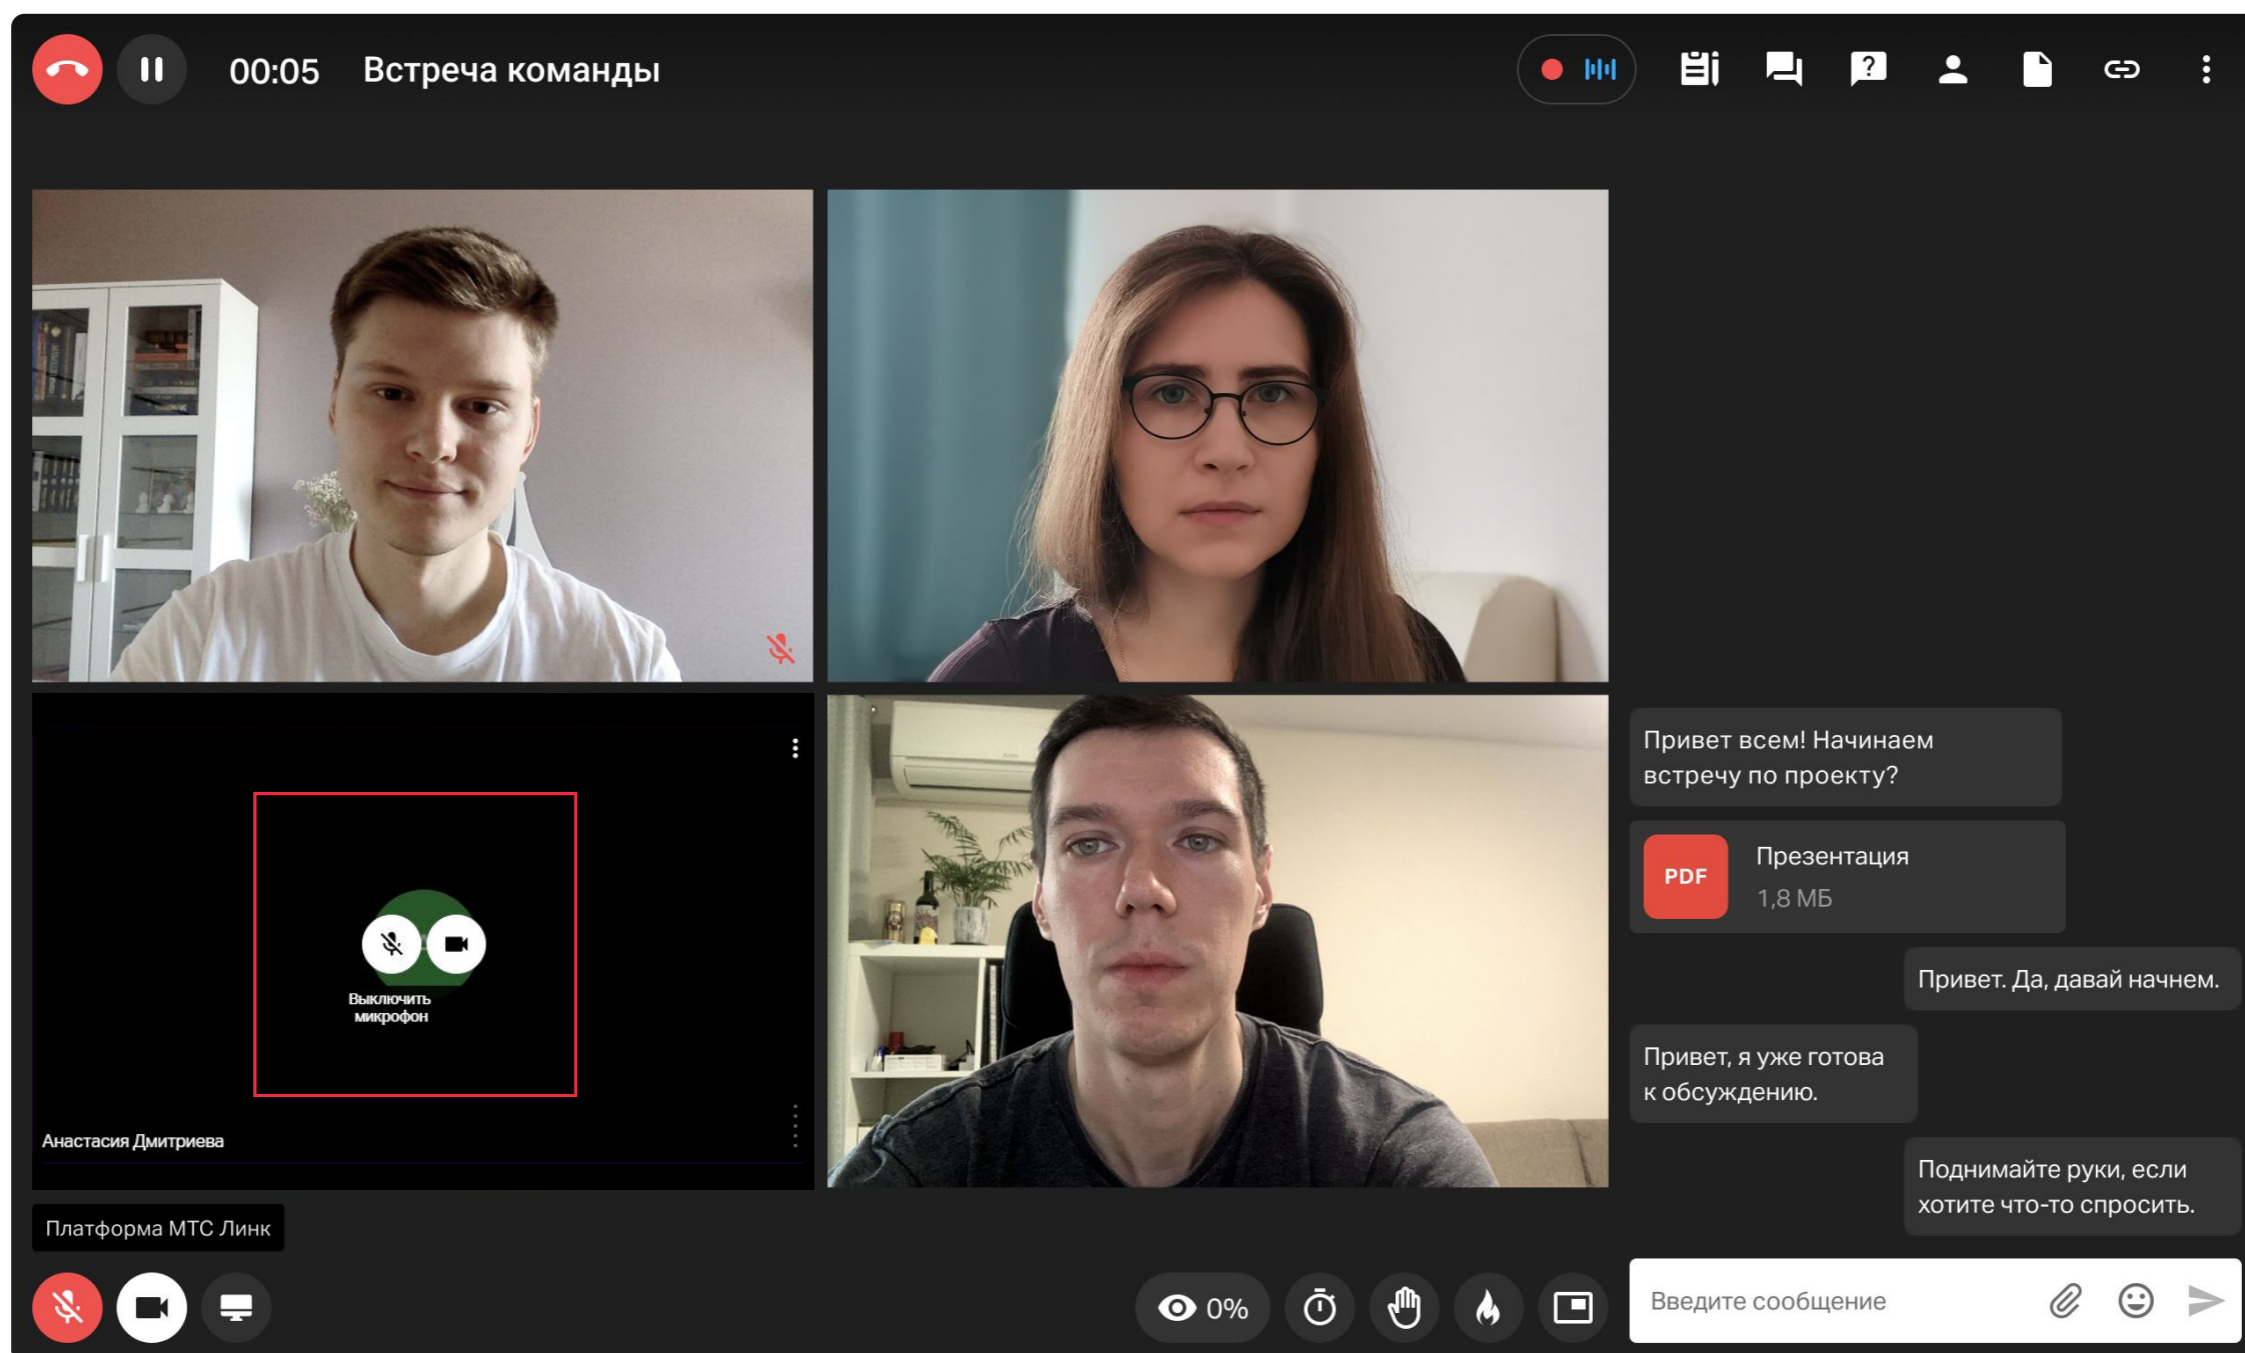 00:05 Встреча команды
Привет всем! Начинаем
встречу по проекту?
PDF
Презентация
1,8 МБ
Привет. Да, давай начнем.
Привет, я уже готова
к обсуждению.
Поднимайте руки, если
хотите что-то спросить.
Выключить
микрофон
Анастасия Дмитриева
Платформа МТС Линк
0%
Введите сообщение